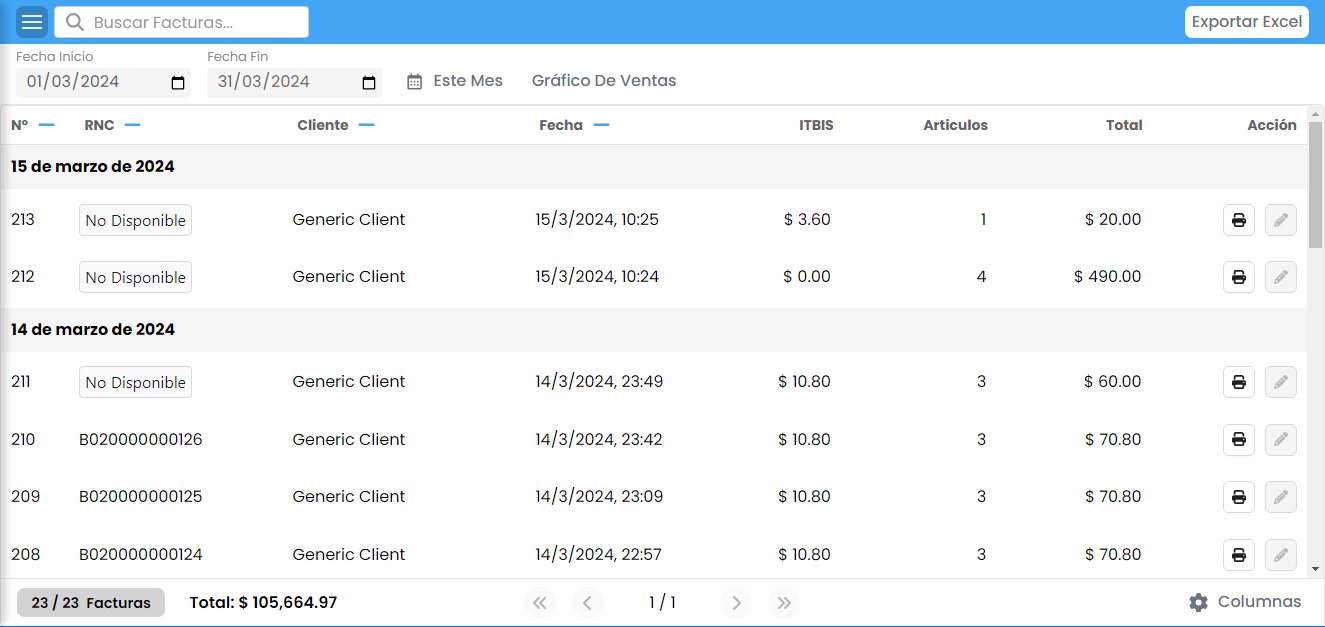 Buscar Facturas... Exportar Excel
Fecha Inicio Fecha Fin
01/03/2024 31/03/2024 Este Mes Gráfico De Ventas
Nº RNC Cliente Fecha ITBIS Articulos Total Acción
15 de marzo de 2024
213 No Disponible Generic Client 15/3/2024, 10:25 $ 3.60 1 $ 20.00
212 No Disponible Generic Client 15/3/2024, 10:24 $ 0.00 4 $ 490.00
14 de marzo de 2024
211 No Disponible Generic Client 14/3/2024, 23:49 $ 10.80 3 $ 60.00
210 B020000000126 Generic Client 14/3/2024, 23:42 $ 10.80 3 $ 70.80
209 B020000000125 Generic Client 14/3/2024, 23:09 $ 10.80 3 $ 70.80
208 B020000000124 Generic Client 14/3/2024, 22:57 $ 10.80 3 $ 70.80
23 / 23 Facturas Total: $ 105,664.97 1 / 1 Columnas